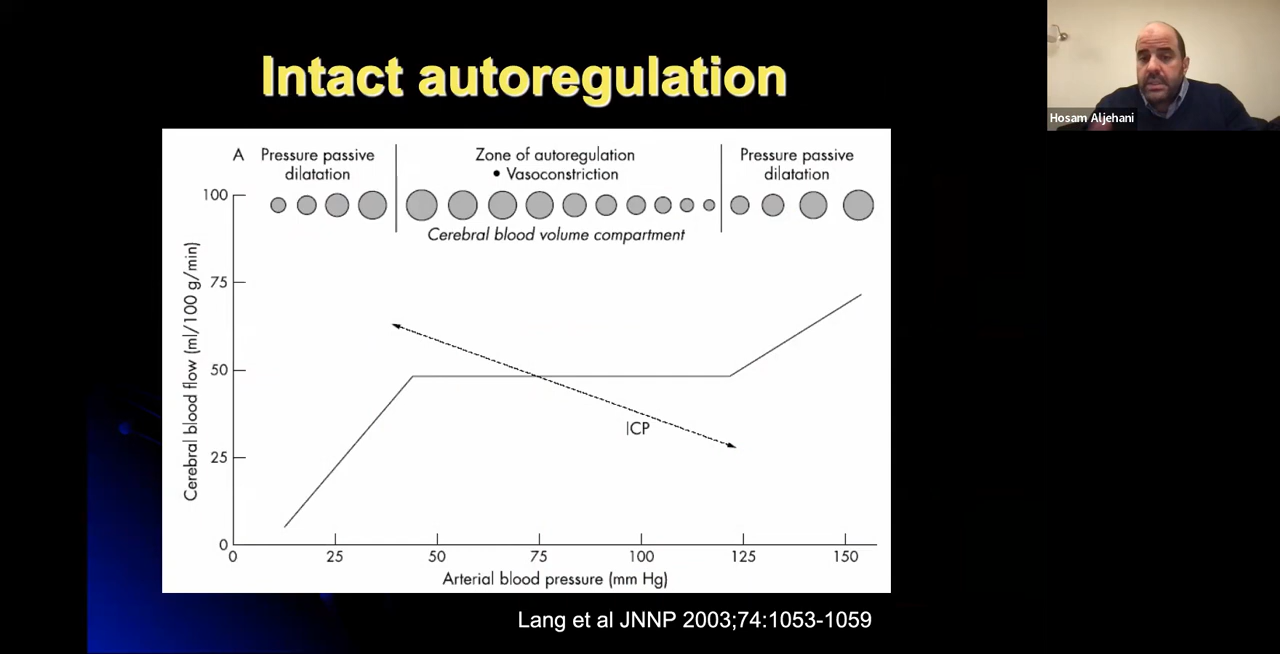 Intact autoregulation
Hosam Aljehani
A
Pressure passive
dilatation
Zone of autoregulation
• Vasoconstriction
Pressure passive
dilatation
Cerebral blood volume compartment
Cerebral blood flow (ml/100 g/min)
100
75
50
25
0
ICP
0 25 50 75 100 125 150
Arterial blood pressure (mm Hg)
Lang et al JNNP 2003;74:1053-1059